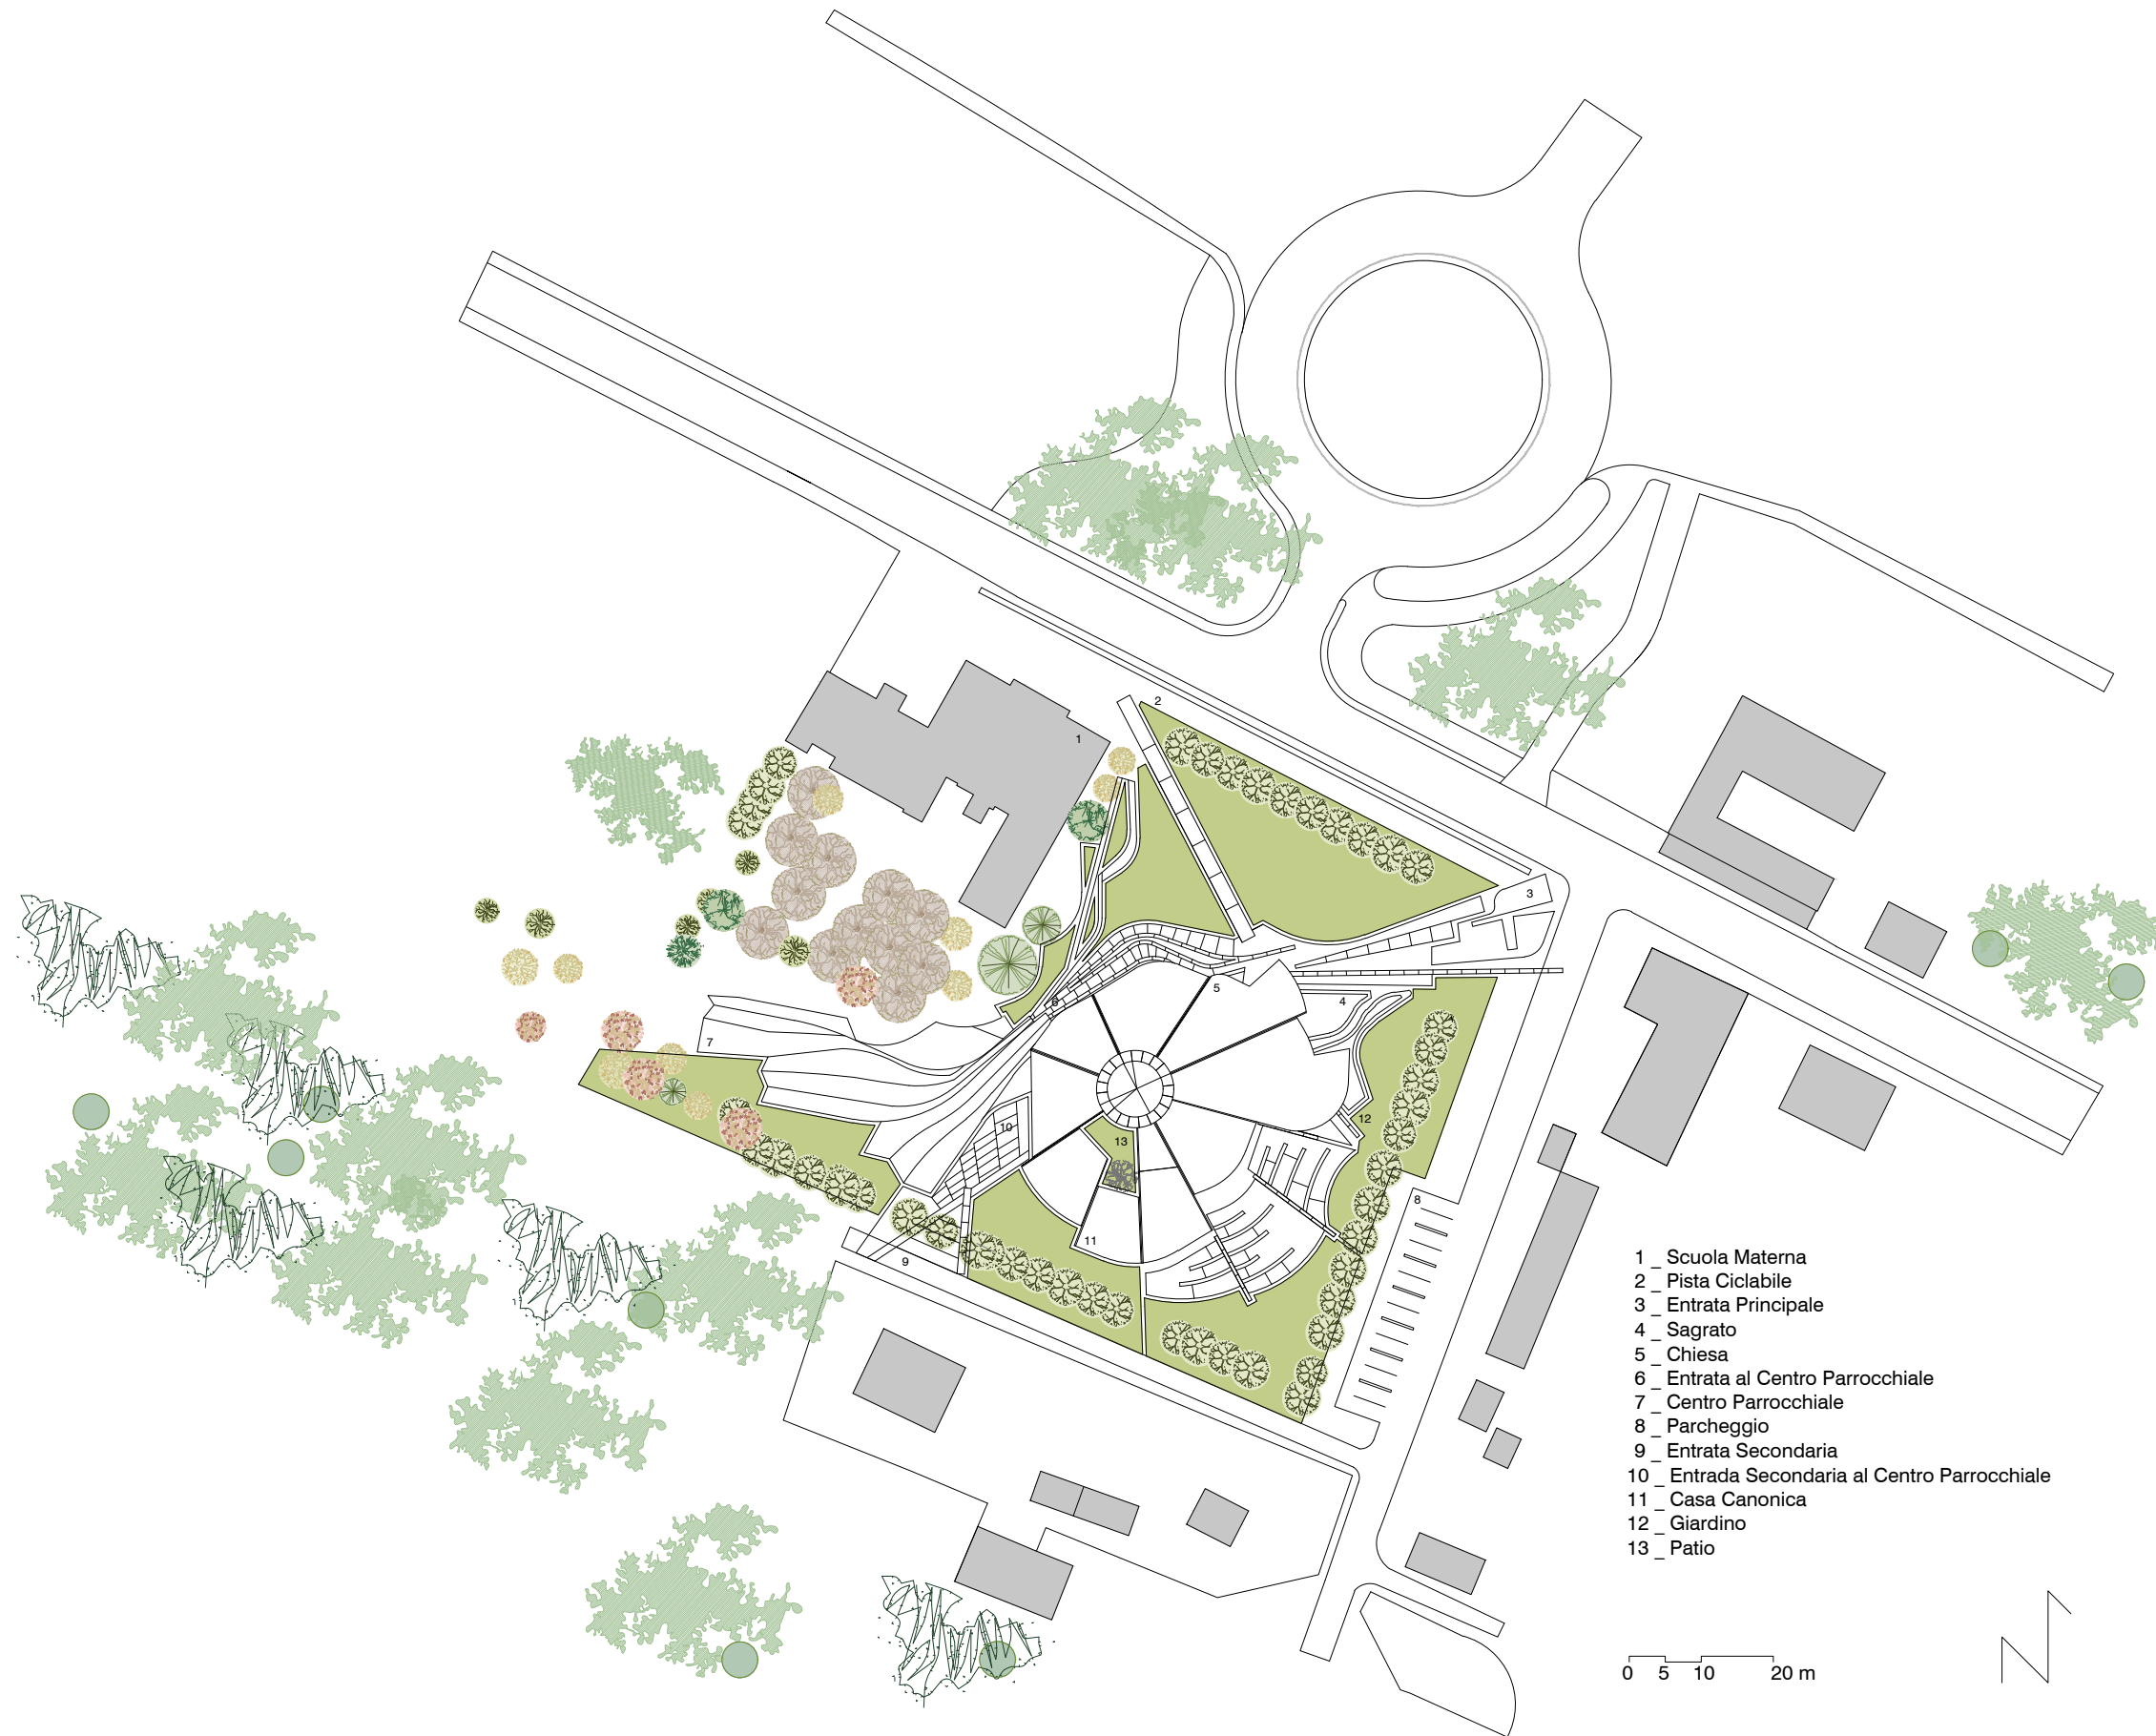 2
1
3
5
4
6
7
12
10
13
8
11
9
1 _ Scuola Materna
2 _ Pista Ciclabile
3 _ Entrata Principale
4 _ Sagrato
5 _ Chiesa
6 _ Entrata al Centro Parrocchiale
7 _ Centro Parrocchiale
8 _ Parcheggio
9 _ Entrata Secondaria
10 _ Entrada Secondaria al Centro Parrocchiale
11 _ Casa Canonica
12 _ Giardino
13 _ Patio
0 5 10 20 m